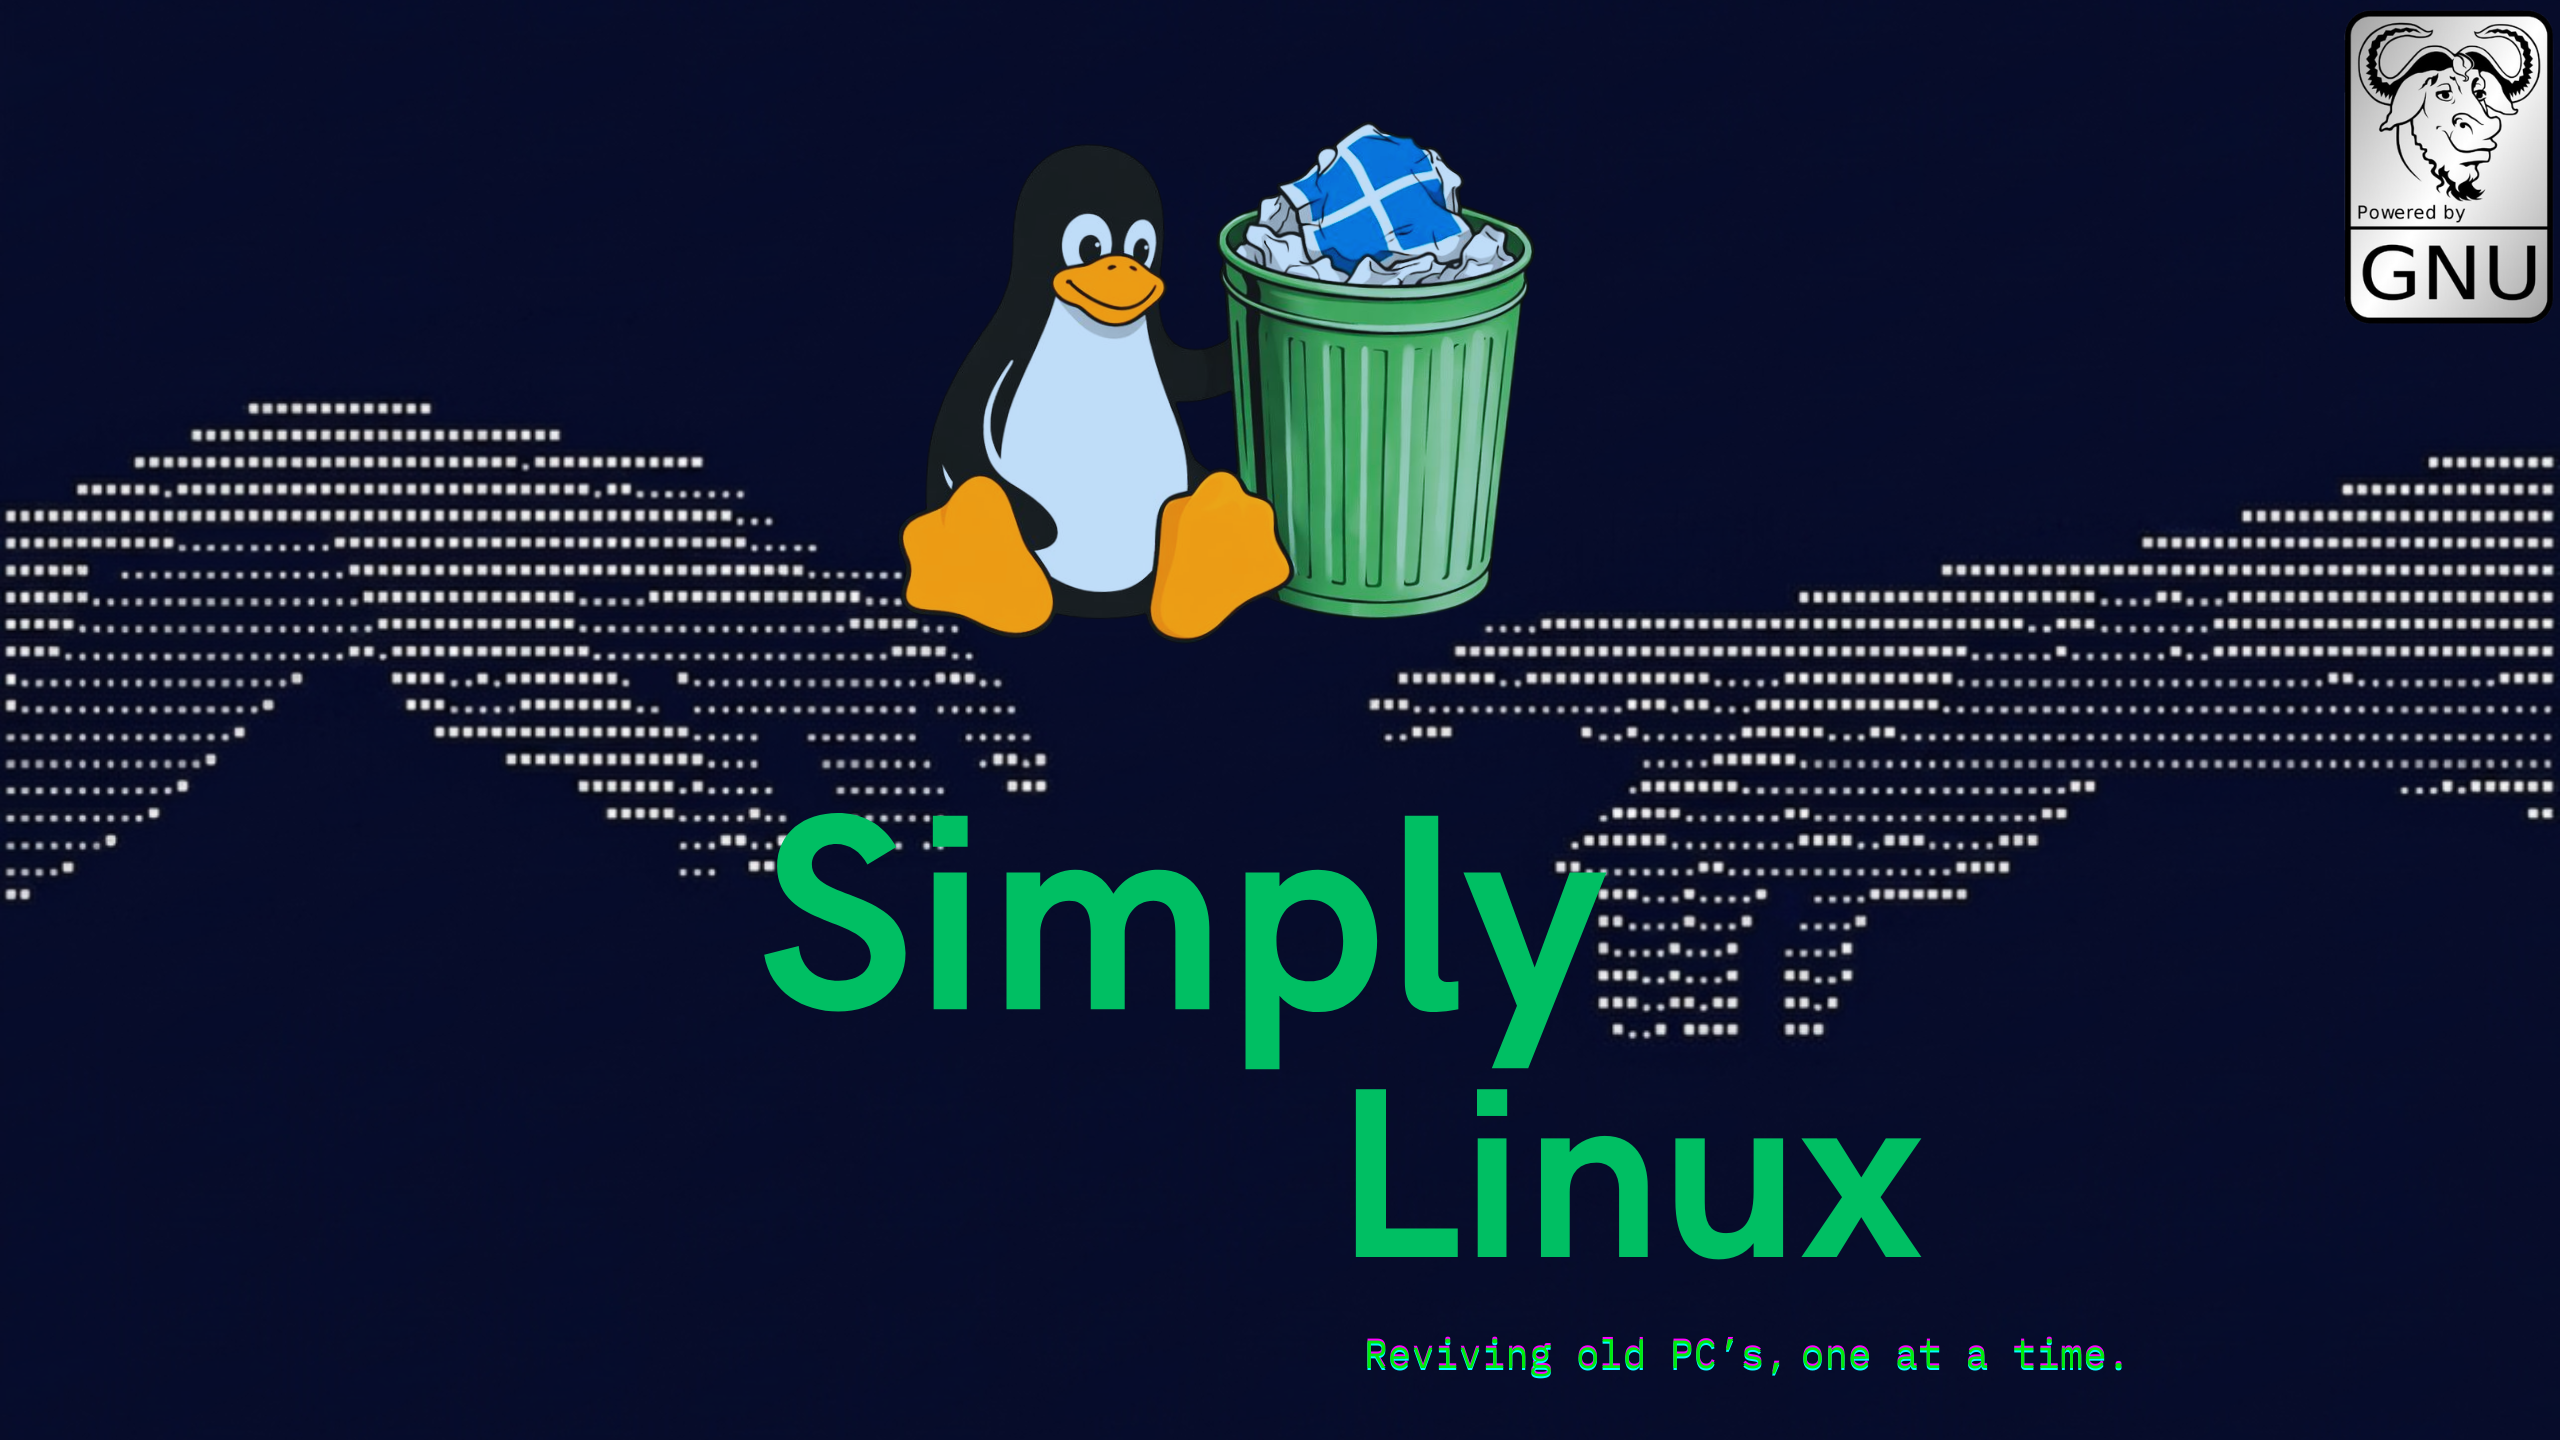 Powered by
GNU
Simply
Linux
Reviving old PC’s, one at a time.